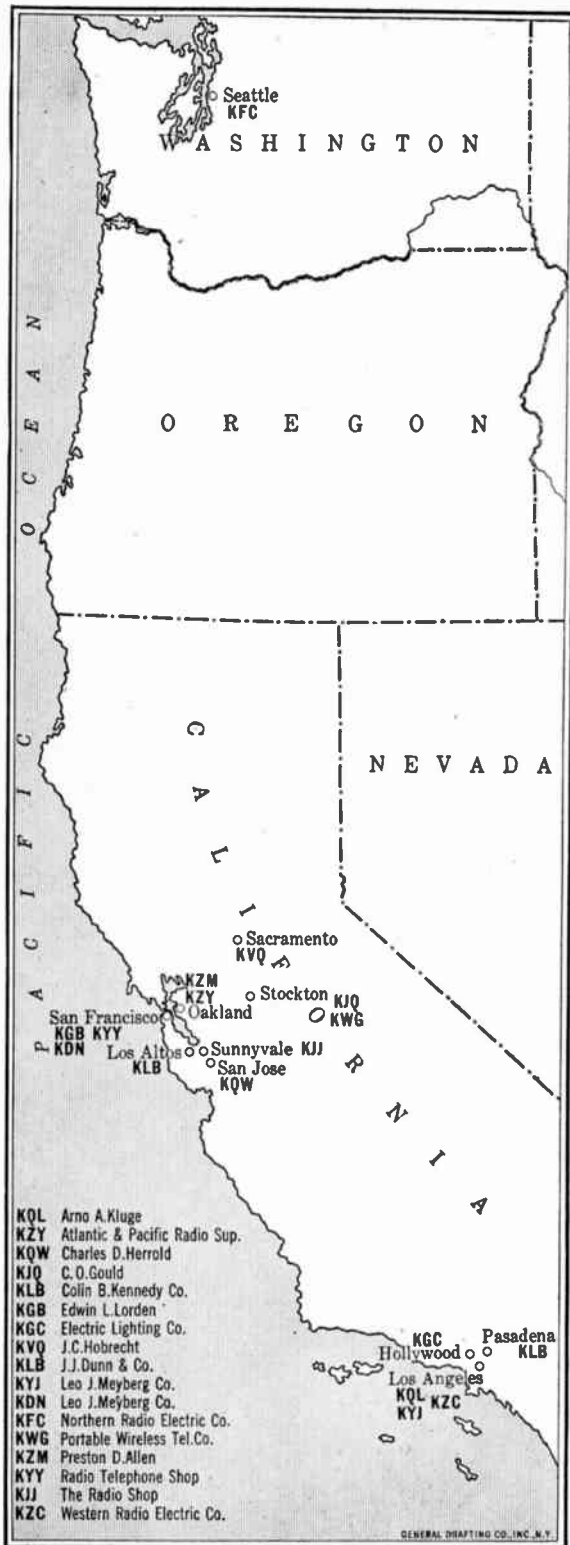 Seattle
KFC
WASHINGTON
OREGON
PACIFIC OCEAN
NEVADA
CALIFORNIA
Sacramento
KVQ
KZM
KZY
Oakland
Stockton
KJQ
KWG
San Francisco
KGB KYY
KDN
Los Altos
KLB
Sunnyvale KJJ
San Jose
KQW
KGC
Hollywood
Pasadena
KLB
Los Angeles
KQL KZC
KYJ
KQL Arno A.Kluge
KZY Atlantic & Pacific Radio Sup.
KQW Charles D.Herrold
KJQ C.O.Gould
KLB Colin B.Kennedy Co.
KGB Edwin L.Lorden
KGC Electric Lighting Co.
KVQ J.C.Hobrecht
KLB J.J.Dunn & Co.
KYJ Leo J.Meyberg Co.
KDN Leo J.Meyberg Co.
KFC Northern Radio Electric Co.
KWG Portable Wireless Tel.Co.
KZM Preston D.Allen
KYY Radio Telephone Shop
KJJ The Radio Shop
KZC Western Radio Electric Co.
GENERAL DRAFTING CO., INC., N.Y.